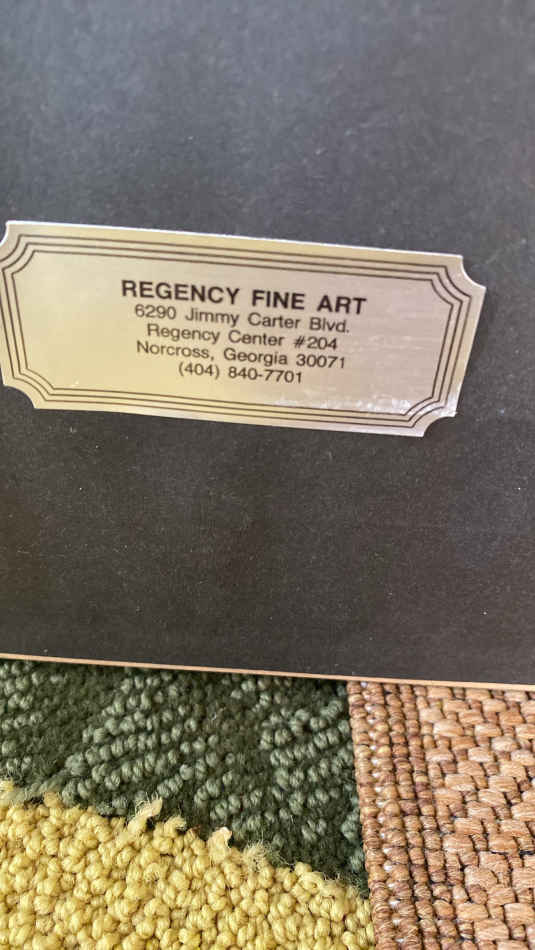 REGENCY FINE ART
6290 Jimmy Carter Blvd.
Regency Center #204
Norcross, Georgia 30071
(404) 840-7701